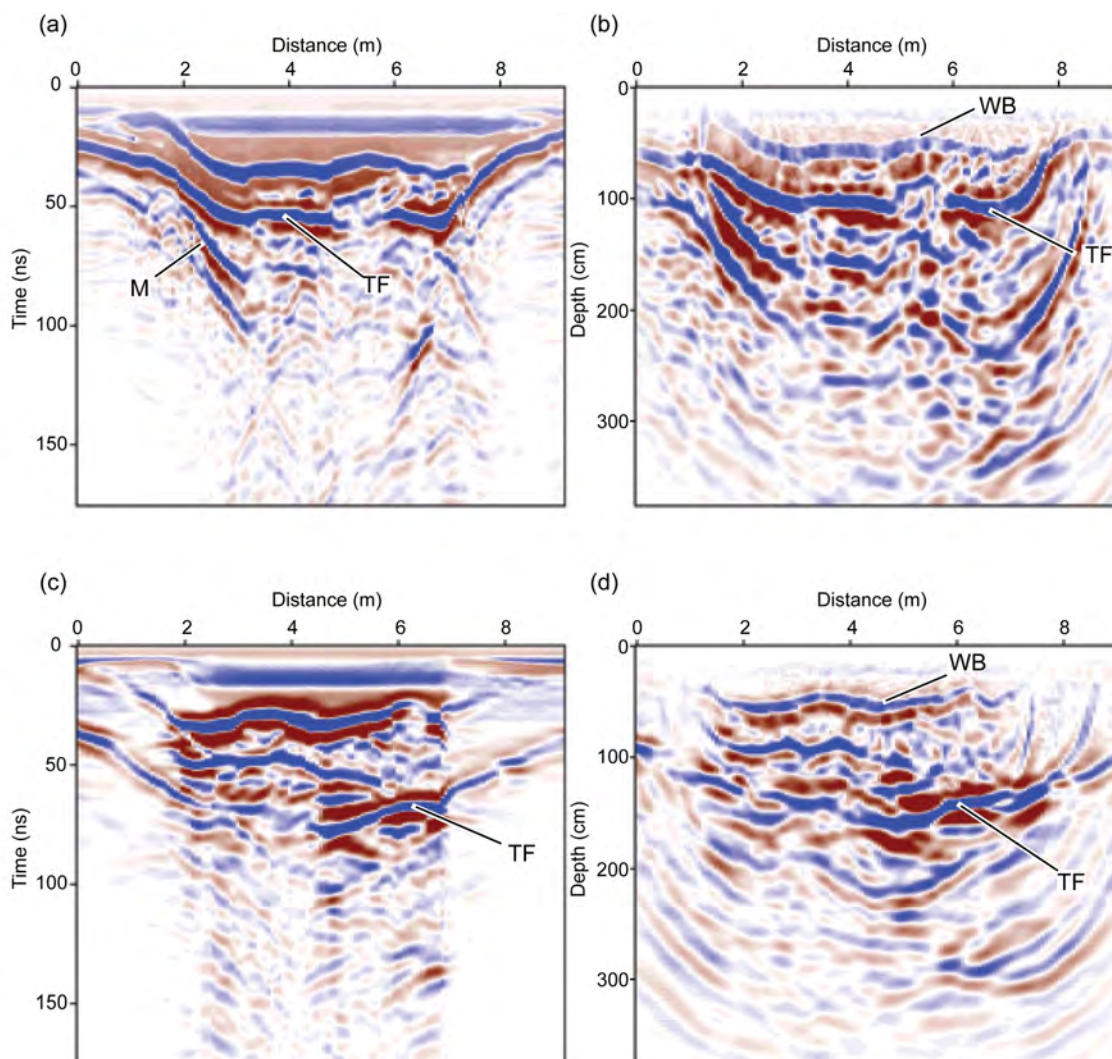 (a)
Distance (m)
0 2 4 6 8
0
50
100
150
Time (ns)
M
TF
(b)
Distance (m)
0 2 4 6 8
0
100
200
300
Depth (cm)
WB
TF
(c)
Distance (m)
0 2 4 6 8
0
50
100
150
Time (ns)
TF
(d)
Distance (m)
0 2 4 6 8
0
100
200
300
Depth (cm)
WB
TF